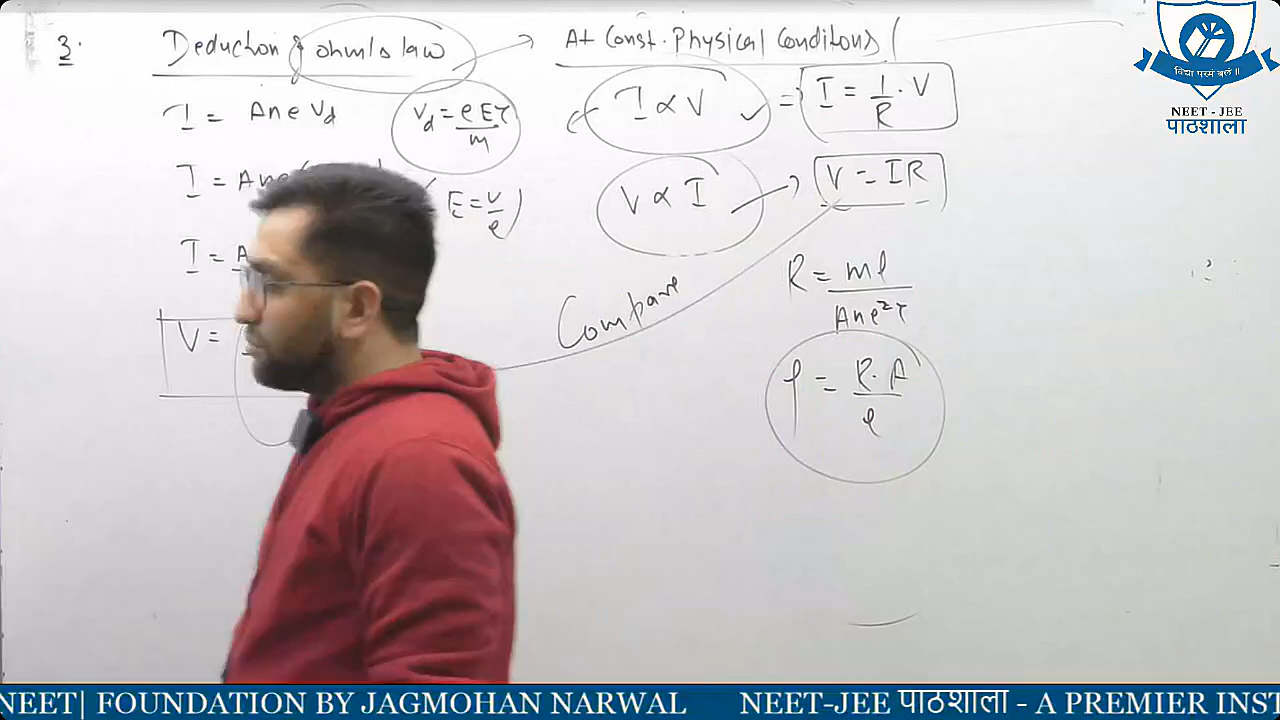 3. Deduction of ohm's law → At Const. Physical Conditons (
I = Ane Vd
Vd = eEτ/m
I ∝ V ✓ = I = 1/R · V
I = Ane(
(E = V/ℓ)
V ∝ I → V = IR
I = A
Compare
R = mℓ/Ane²τ
V =
ρ = R·A/ℓ
विद्या परमं बलं ॥
NEET - JEE
पाठशाला
NEET| FOUNDATION BY JAGMOHAN NARWAL NEET-JEE पाठशाला - A PREMIER INST